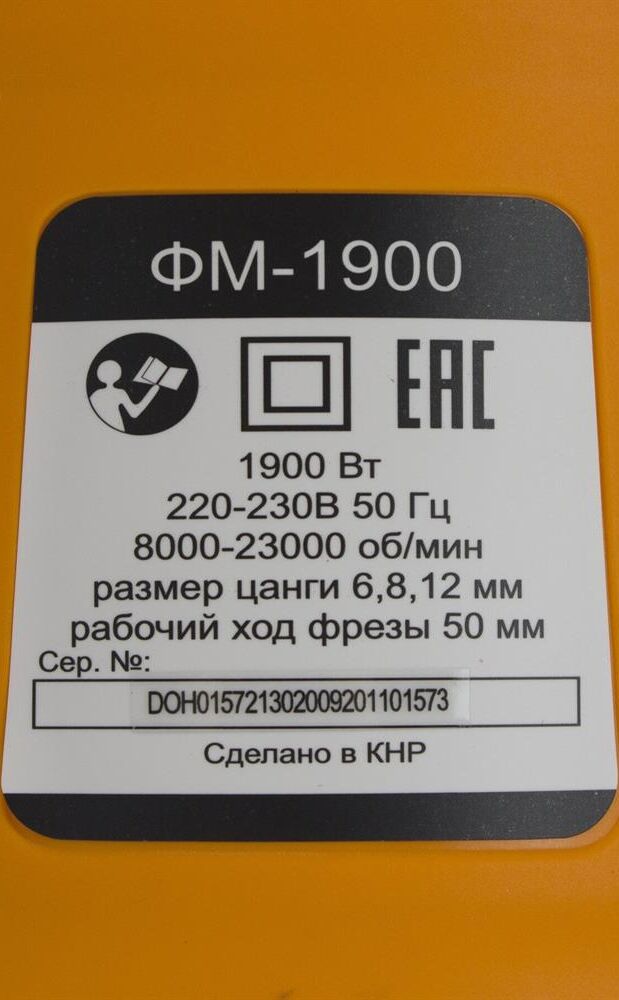 ФМ-1900
EAC
1900 Вт
220-230В 50 Гц
8000-23000 об/мин
размер цанги 6,8,12 мм
рабочий ход фрезы 50 мм
Сер. №:
DOH015721302009201101573
Сделано в КНР